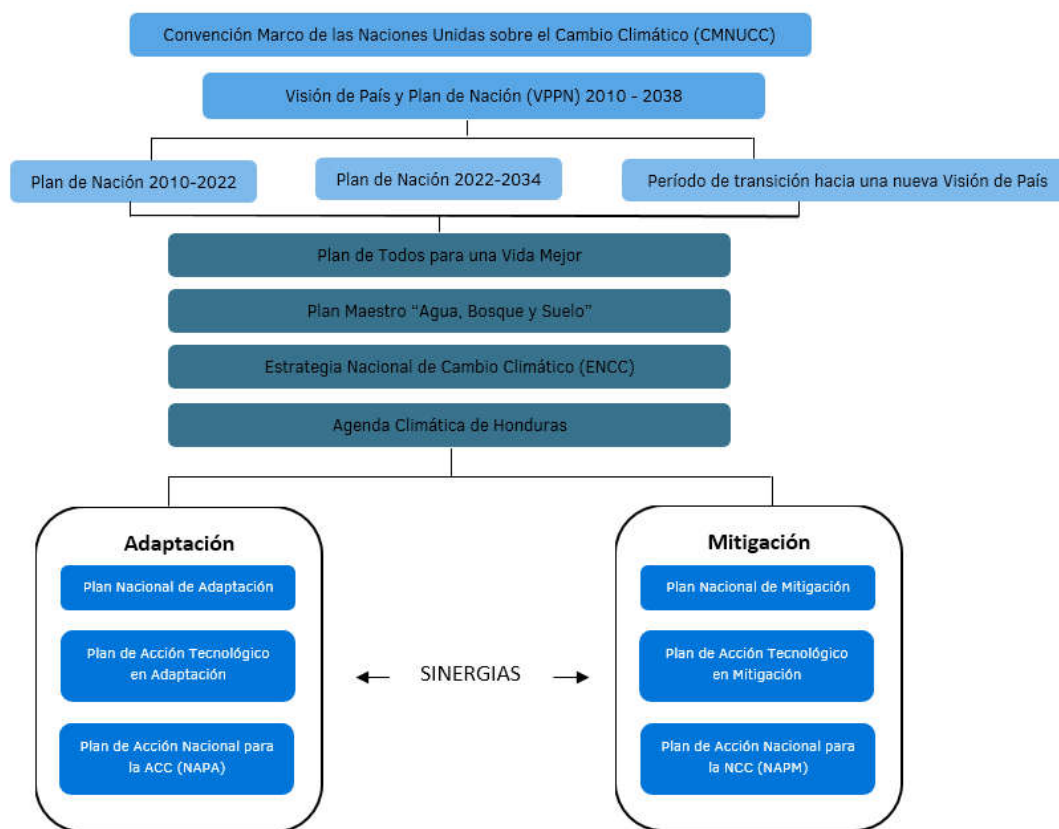 Convención Marco de las Naciones Unidas sobre el Cambio Climático (CMNUCC)
Visión de País y Plan de Nación (VPPN) 2010 - 2038
Plan de Nación 2010-2022
Plan de Nación 2022-2034
Período de transición hacia una nueva Visión de País
Plan de Todos para una Vida Mejor
Plan Maestro “Agua, Bosque y Suelo”
Estrategia Nacional de Cambio Climático (ENCC)
Agenda Climática de Honduras
Adaptación
Plan Nacional de Adaptación
Plan de Acción Tecnológico
en Adaptación
Plan de Acción Nacional para
la ACC (NAPA)
SINERGIAS
Mitigación
Plan Nacional de Mitigación
Plan de Acción Tecnológico
en Mitigación
Plan de Acción Nacional para
la NCC (NAPM)